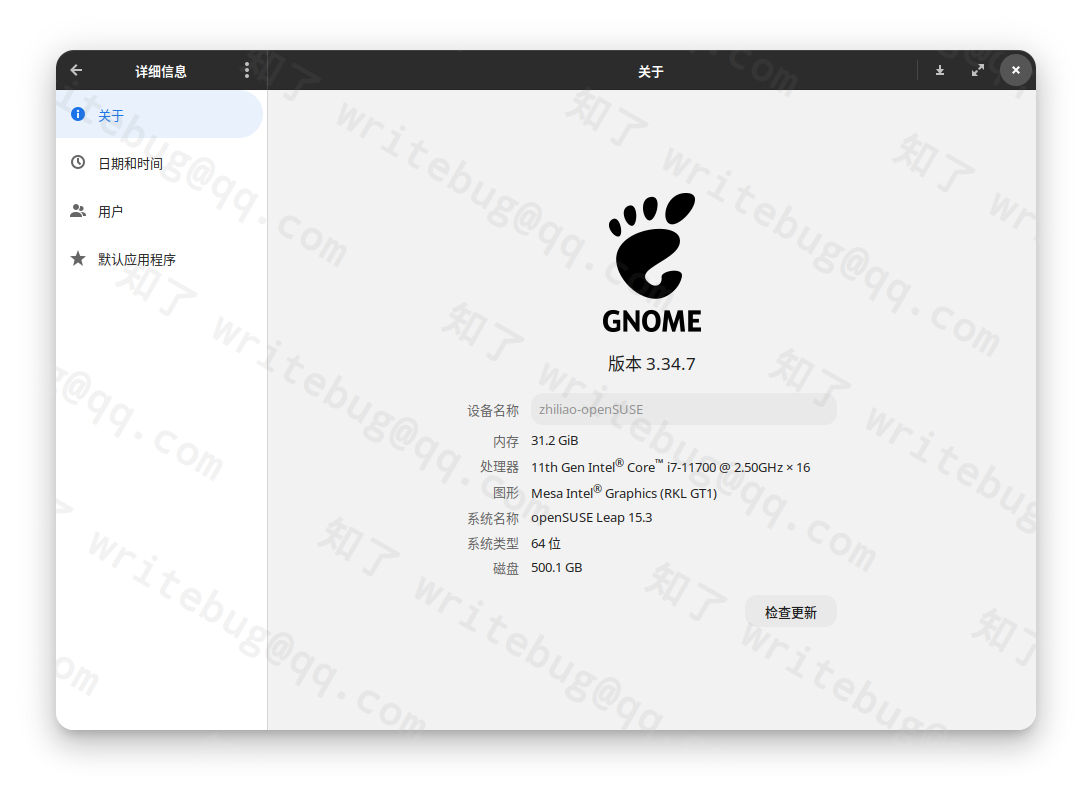 详细信息
关于
关于
日期和时间
用户
默认应用程序
GNOME
版本 3.34.7
设备名称 zhiliao-openSUSE
内存 31.2 GiB
处理器 11th Gen Intel® Core™ i7-11700 @ 2.50GHz × 16
图形 Mesa Intel® Graphics (RKL GT1)
系统名称 openSUSE Leap 15.3
系统类型 64 位
磁盘 500.1 GB
检查更新
知了 writebug@qq.com